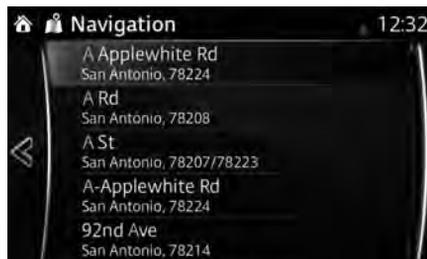 Navigation 12:32
A Applewhite Rd
San Antonio, 78224
A Rd
San Antonio, 78208
A St
San Antonio, 78207/78223
A-Applewhite Rd
San Antonio, 78224
92nd Ave
San Antonio, 78214